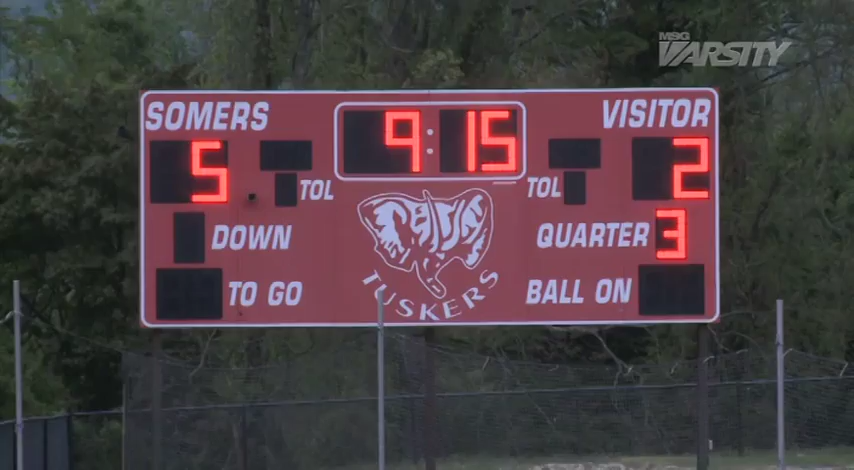 MSG
VARSITY
SOMERS
9:15
VISITOR
5
2
TOL
TOL
DOWN
QUARTER 3
TO GO
BALL ON
TUSKERS